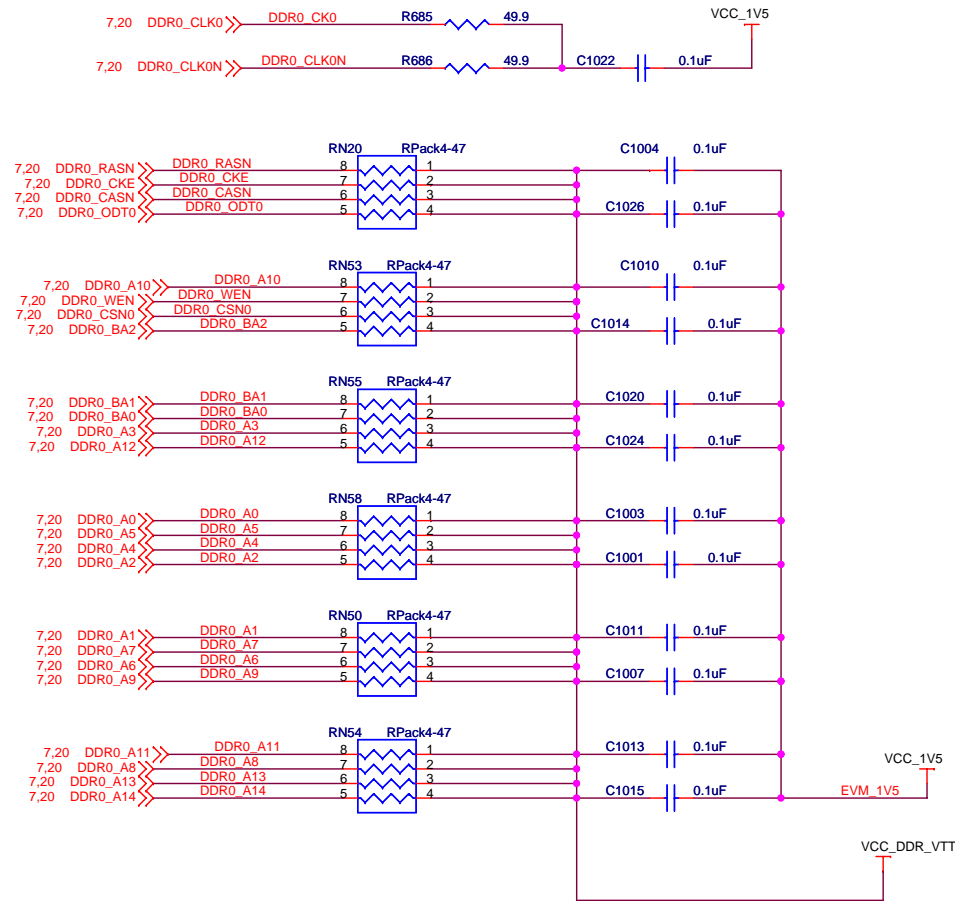 VCC_1V5
7,20 DDR0_CLK0 DDR0_CK0 R685 49.9
7,20 DDR0_CLK0N DDR0_CLK0N R686 49.9 C1022 0.1uF
RN20 RPack4-47 C1004 0.1uF
7,20 DDR0_RASN DDR0_RASN 8 1
7,20 DDR0_CKE DDR0_CKE 7 2
7,20 DDR0_CASN DDR0_CASN 6 3
7,20 DDR0_ODT0 DDR0_ODT0 5 4 C1026 0.1uF
RN53 RPack4-47 C1010 0.1uF
7,20 DDR0_A10 DDR0_A10 8 1
7,20 DDR0_WEN DDR0_WEN 7 2
7,20 DDR0_CSN0 DDR0_CSN0 6 3
7,20 DDR0_BA2 DDR0_BA2 5 4 C1014 0.1uF
RN55 RPack4-47 C1020 0.1uF
7,20 DDR0_BA1 DDR0_BA1 8 1
7,20 DDR0_BA0 DDR0_BA0 7 2
7,20 DDR0_A3 DDR0_A3 6 3
7,20 DDR0_A12 DDR0_A12 5 4 C1024 0.1uF
RN58 RPack4-47 C1003 0.1uF
7,20 DDR0_A0 DDR0_A0 8 1
7,20 DDR0_A5 DDR0_A5 7 2
7,20 DDR0_A4 DDR0_A4 6 3
7,20 DDR0_A2 DDR0_A2 5 4 C1001 0.1uF
RN50 RPack4-47 C1011 0.1uF
7,20 DDR0_A1 DDR0_A1 8 1
7,20 DDR0_A7 DDR0_A7 7 2
7,20 DDR0_A6 DDR0_A6 6 3
7,20 DDR0_A9 DDR0_A9 5 4 C1007 0.1uF
RN54 RPack4-47 C1013 0.1uF
7,20 DDR0_A11 DDR0_A11 8 1
VCC_1V5
7,20 DDR0_A8 DDR0_A8 7 2
7,20 DDR0_A13 DDR0_A13 6 3
7,20 DDR0_A14 DDR0_A14 5 4 C1015 0.1uF EVM_1V5
VCC_DDR_VTT